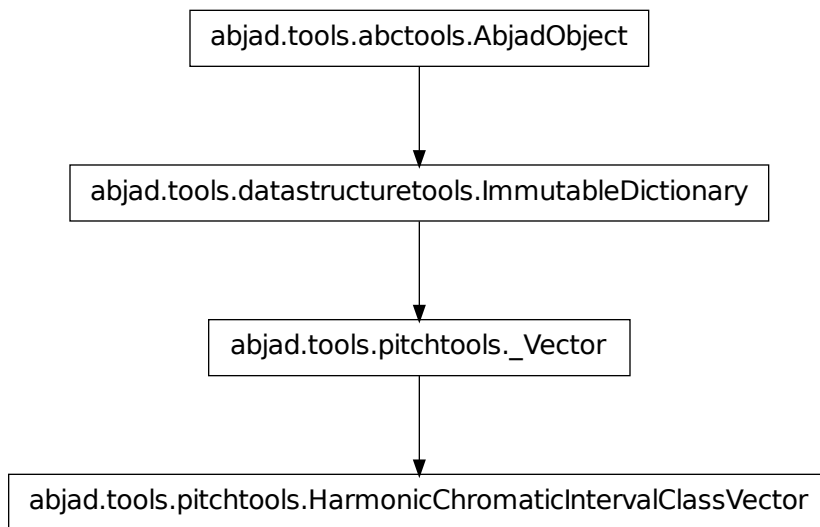 abjad.tools.abctools.AbjadObject
abjad.tools.datastructuretools.ImmutableDictionary
abjad.tools.pitchtools._Vector
abjad.tools.pitchtools.HarmonicChromaticIntervalClassVector